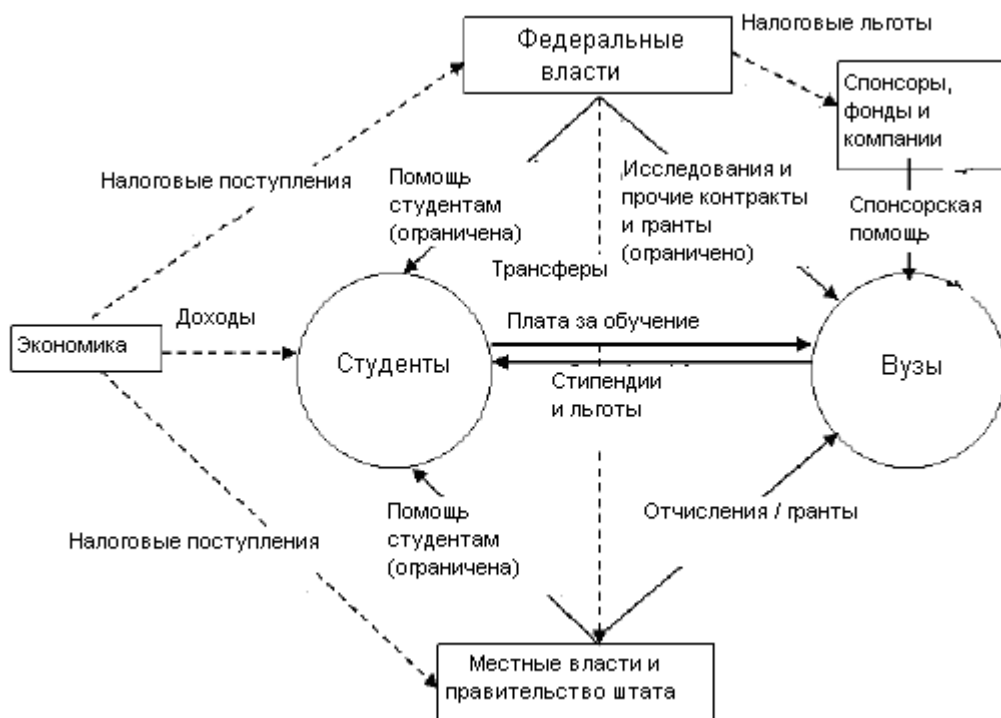 Налоговые льготы
Федеральные
власти
Спонсоры,
фонды и
компании
Налоговые поступления
Помощь
студентам
(ограничена)
Исследования и
прочие контракты
и гранты
(ограничено)
Спонсорская
помощь
Трансферы
Доходы
Плата за обучение
Экономика
Студенты
Вузы
Стипендии
и льготы
Налоговые поступления
Помощь
студентам
(ограничена)
Отчисления / гранты
Местные власти и
правительство штата